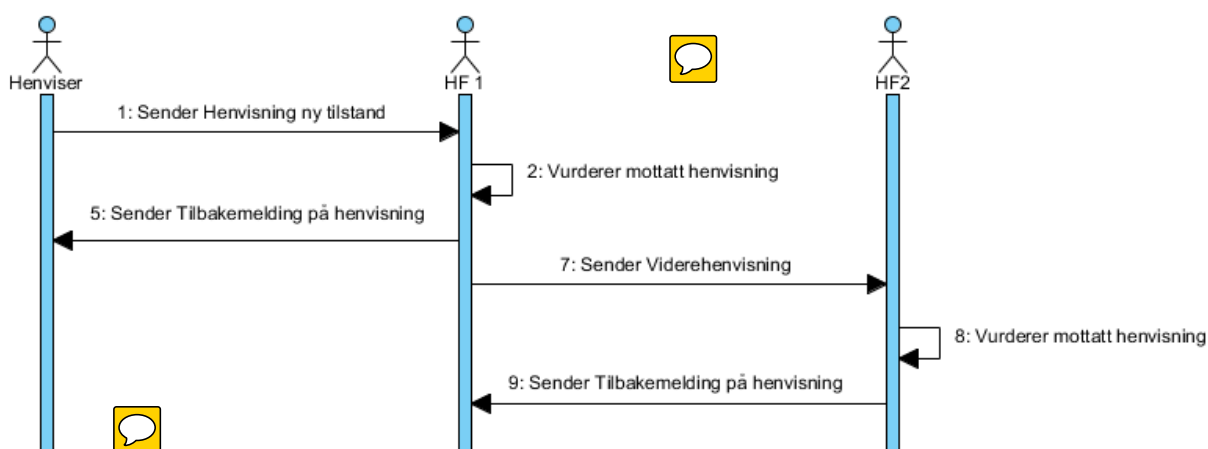 Henviser
HF 1
HF2
1: Sender Henvisning ny tilstand
2: Vurderer mottatt henvisning
5: Sender Tilbakemelding på henvisning
7: Sender Viderehenvisning
8: Vurderer mottatt henvisning
9: Sender Tilbakemelding på henvisning